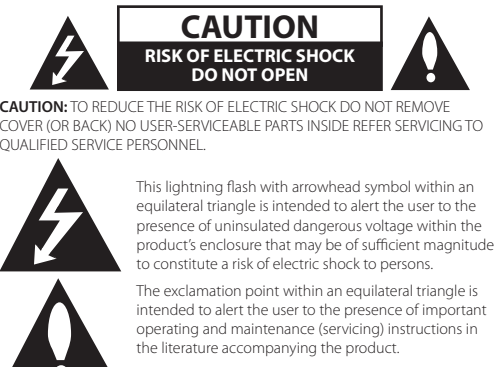 CAUTION
RISK OF ELECTRIC SHOCK
DO NOT OPEN
CAUTION: TO REDUCE THE RISK OF ELECTRIC SHOCK DO NOT REMOVE
COVER (OR BACK) NO USER-SERVICEABLE PARTS INSIDE REFER SERVICING TO
QUALIFIED SERVICE PERSONNEL.
This lightning flash with arrowhead symbol within an
equilateral triangle is intended to alert the user to the
presence of uninsulated dangerous voltage within the
product’s enclosure that may be of sufficient magnitude
to constitute a risk of electric shock to persons.
The exclamation point within an equilateral triangle is
intended to alert the user to the presence of important
operating and maintenance (servicing) instructions in
the literature accompanying the product.